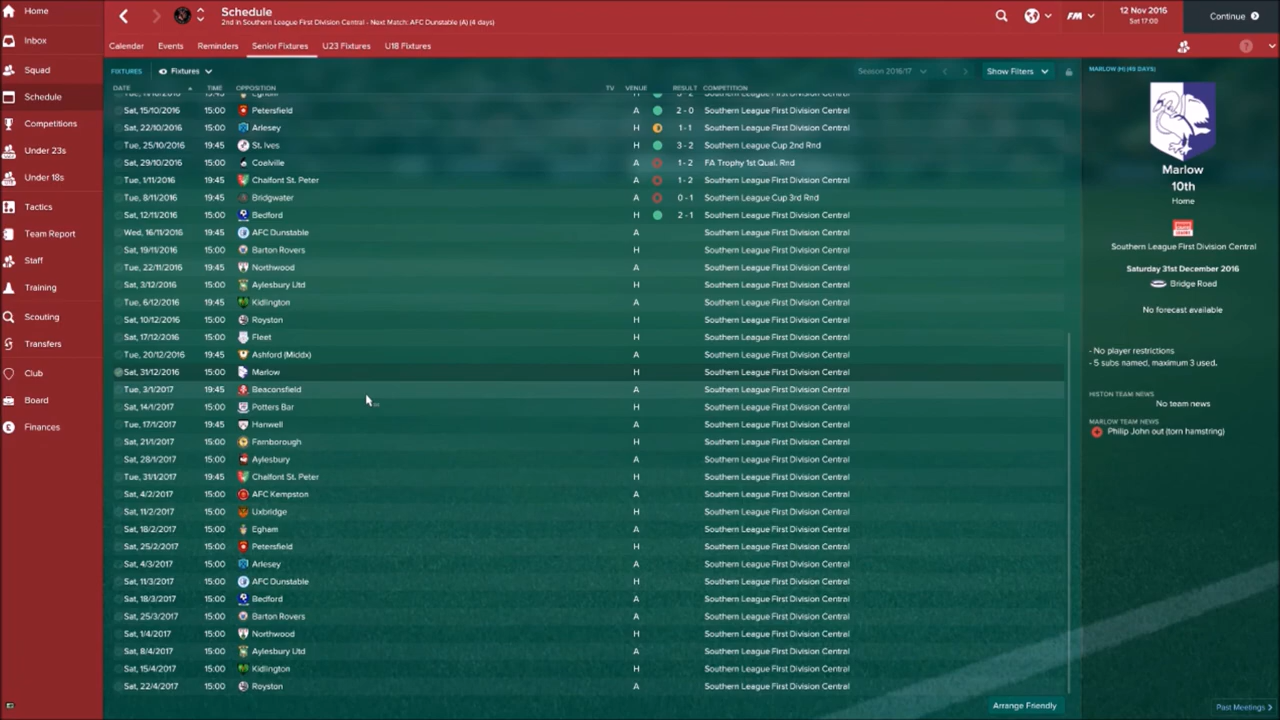 Home
Inbox
Squad
Schedule
Competitions
Under 23s
Under 18s
Tactics
Team Report
Staff
Training
Scouting
Transfers
Club
Board
Finances
Schedule
2nd in Southern League First Division Central - Next Match: AFC Dunstable (A) (4 days)
FM
12 Nov 2016
Sat 17:00
Continue
Calendar Events Reminders Senior Fixtures U23 Fixtures U18 Fixtures
FIXTURES Fixtures Season 2016/17 Show Filters
DATE TIME OPPOSITION TV VENUE RESULT COMPETITION
Sat, 15/10/2016 15:00 Petersfield A 2 - 0 Southern League First Division Central
Sat, 22/10/2016 15:00 Arlesey H 1 - 1 Southern League First Division Central
Tue, 25/10/2016 19:45 St. Ives H 3 - 2 Southern League Cup 2nd Rnd
Sat, 29/10/2016 15:00 Coalville A 1 - 2 FA Trophy 1st Qual. Rnd
Tue, 1/11/2016 19:45 Chalfont St. Peter A 1 - 2 Southern League First Division Central
Tue, 8/11/2016 19:45 Bridgwater A 0 - 1 Southern League Cup 3rd Rnd
Sat, 12/11/2016 15:00 Bedford H 2 - 1 Southern League First Division Central
Wed, 16/11/2016 19:45 AFC Dunstable A Southern League First Division Central
Sat, 19/11/2016 15:00 Barton Rovers H Southern League First Division Central
Tue, 22/11/2016 19:45 Northwood A Southern League First Division Central
Sat, 3/12/2016 15:00 Aylesbury Utd H Southern League First Division Central
Tue, 6/12/2016 19:45 Kidlington A Southern League First Division Central
Sat, 10/12/2016 15:00 Royston H Southern League First Division Central
Sat, 17/12/2016 15:00 Fleet H Southern League First Division Central
Tue, 20/12/2016 19:45 Ashford (Middx) A Southern League First Division Central
Sat, 31/12/2016 15:00 Marlow H Southern League First Division Central
Tue, 3/1/2017 19:45 Beaconsfield A Southern League First Division Central
Sat, 14/1/2017 15:00 Potters Bar H Southern League First Division Central
Tue, 17/1/2017 19:45 Hanwell A Southern League First Division Central
Sat, 21/1/2017 15:00 Farnborough H Southern League First Division Central
Sat, 28/1/2017 15:00 Aylesbury A Southern League First Division Central
Tue, 31/1/2017 19:45 Chalfont St. Peter H Southern League First Division Central
Sat, 4/2/2017 15:00 AFC Kempston A Southern League First Division Central
Sat, 11/2/2017 15:00 Uxbridge H Southern League First Division Central
Sat, 18/2/2017 15:00 Egham A Southern League First Division Central
Sat, 25/2/2017 15:00 Petersfield H Southern League First Division Central
Sat, 4/3/2017 15:00 Arlesey A Southern League First Division Central
Sat, 11/3/2017 15:00 AFC Dunstable H Southern League First Division Central
Sat, 18/3/2017 15:00 Bedford A Southern League First Division Central
Sat, 25/3/2017 15:00 Barton Rovers A Southern League First Division Central
Sat, 1/4/2017 15:00 Northwood H Southern League First Division Central
Sat, 8/4/2017 15:00 Aylesbury Utd A Southern League First Division Central
Sat, 15/4/2017 15:00 Kidlington H Southern League First Division Central
Sat, 22/4/2017 15:00 Royston A Southern League First Division Central
Arrange Friendly
MARLOW (H) (49 DAYS)
Marlow
10th
Home
Southern League First Division Central
Saturday 31st December 2016
Bridge Road
No forecast available
- No player restrictions
- 5 subs named, maximum 3 used.
HISTON TEAM NEWS
No team news
MARLOW TEAM NEWS
Philip John out (torn hamstring)
Past Meetings